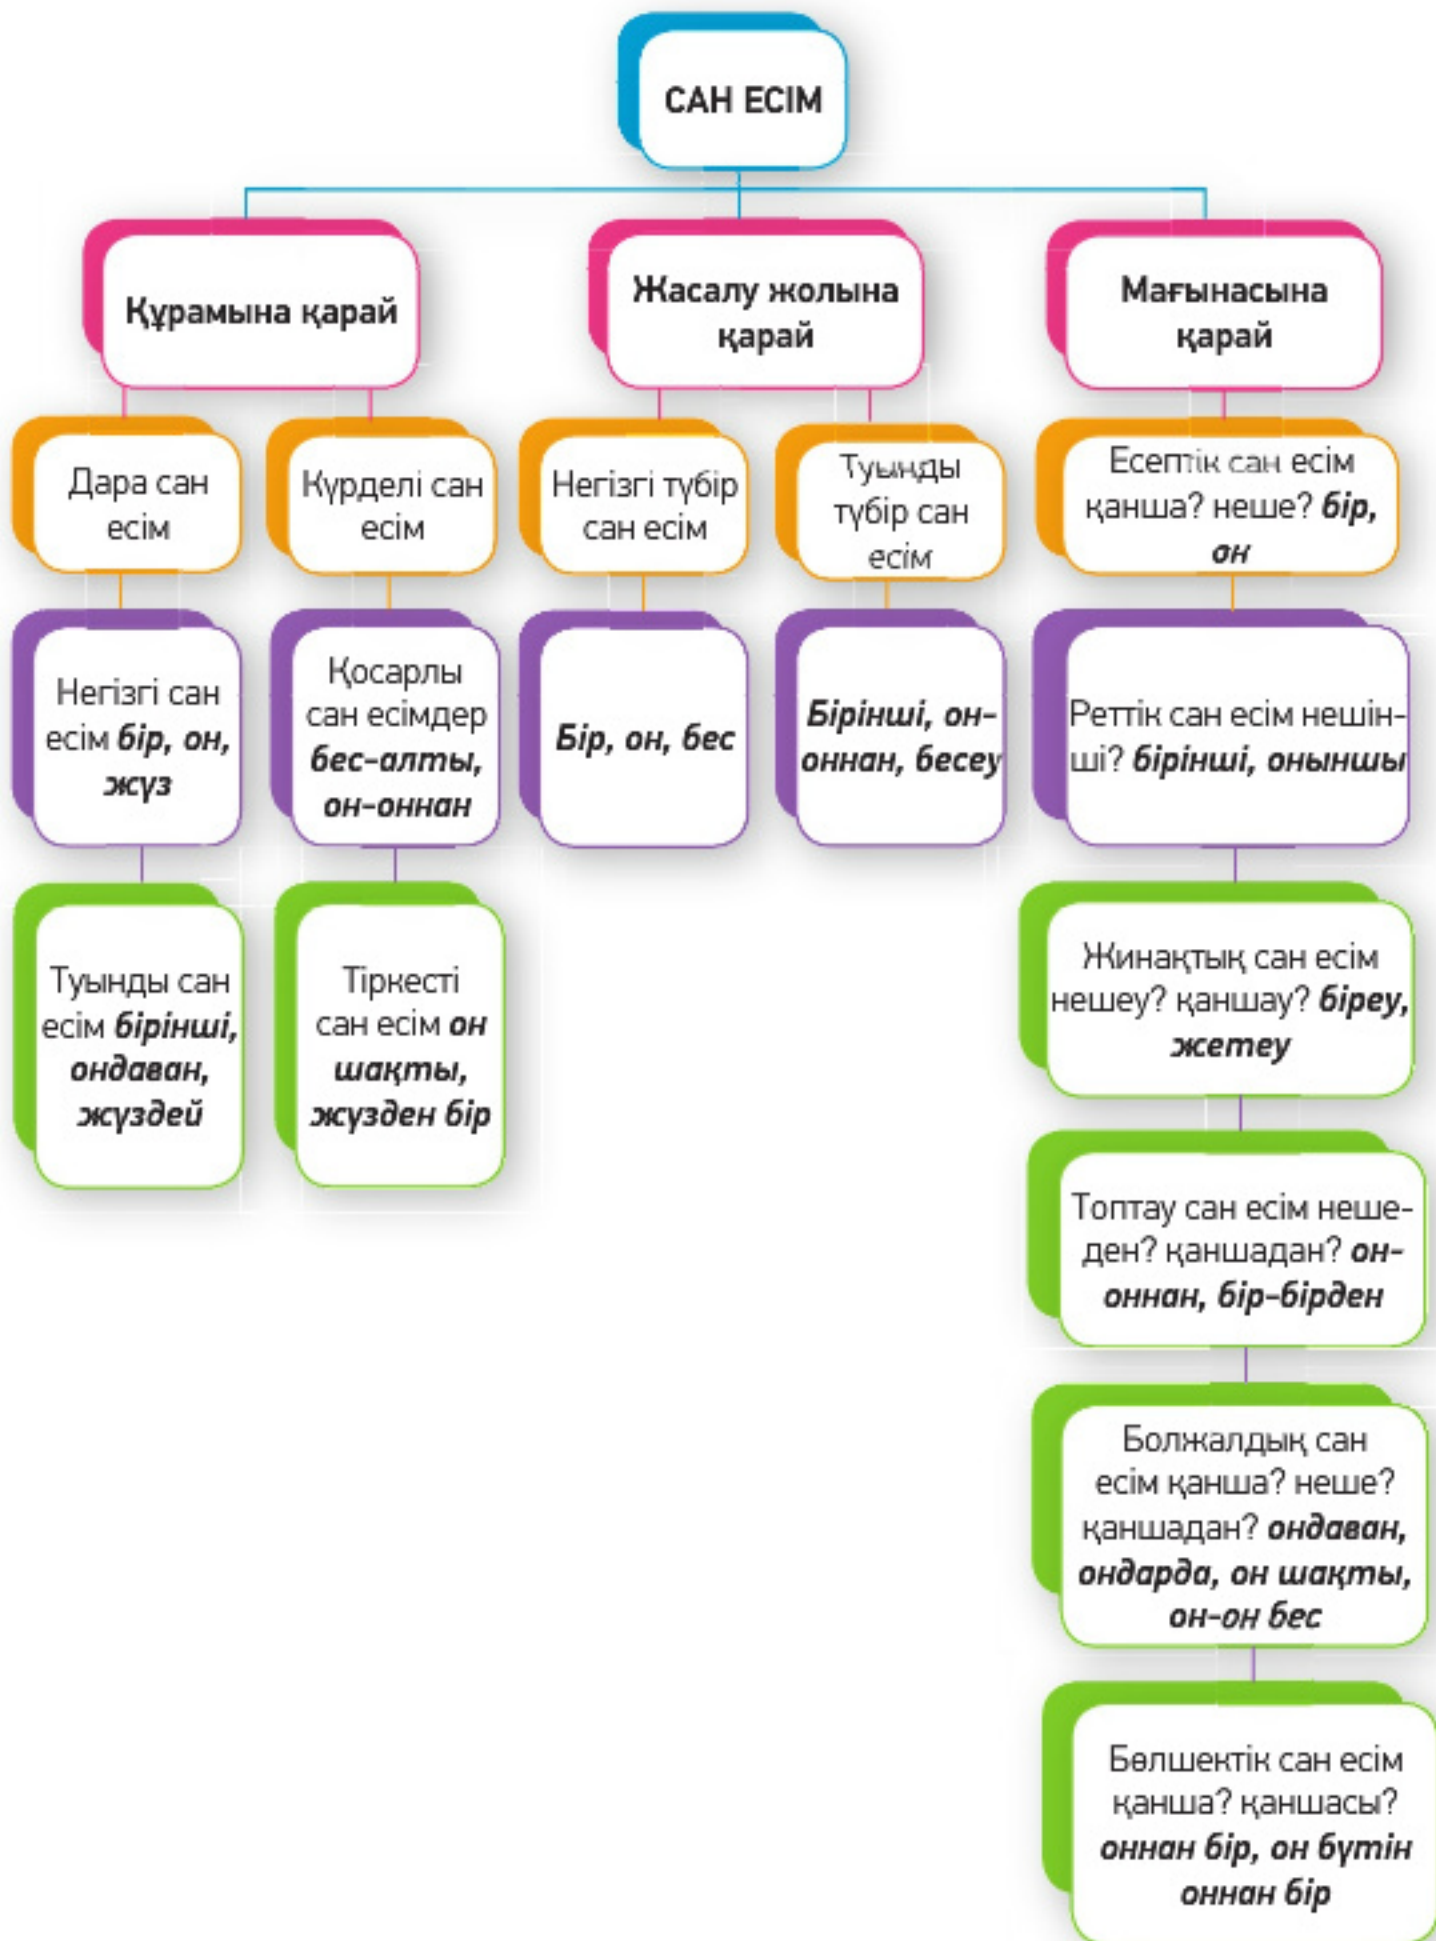 САН ЕСІМ
Құрамына қарай
Жасалу жолына
қарай
Мағынасына
қарай
Дара сан
есім
Күрделі сан
есім
Негізгі түбір
сан есім
Туынды
түбір сан
есім
Есептік сан есім
қанша? неше? бір,
он
Негізгі сан
есім бір, он,
жүз
Қосарлы
сан есімдер
бес-алты,
он-оннан
Бір, он, бес
Бірінші, он-
оннан, бесеу
Реттік сан есім нешін-
ші? бірінші, оныншы
Туынды сан
есім бірінші,
ондаған,
жүздей
Тіркесті
сан есім он
шақты,
жүзден бір
Жинақтық сан есім
нешеу? қаншау? біреу,
жетеу
Топтау сан есім неше-
ден? қаншадан? он-
оннан, бір-бірден
Болжалдық сан
есім қанша? неше?
қаншадан? ондаған,
ондарда, он шақты,
он-он бес
Бөлшектік сан есім
қанша? қаншасы?
оннан бір, он бүтін
оннан бір